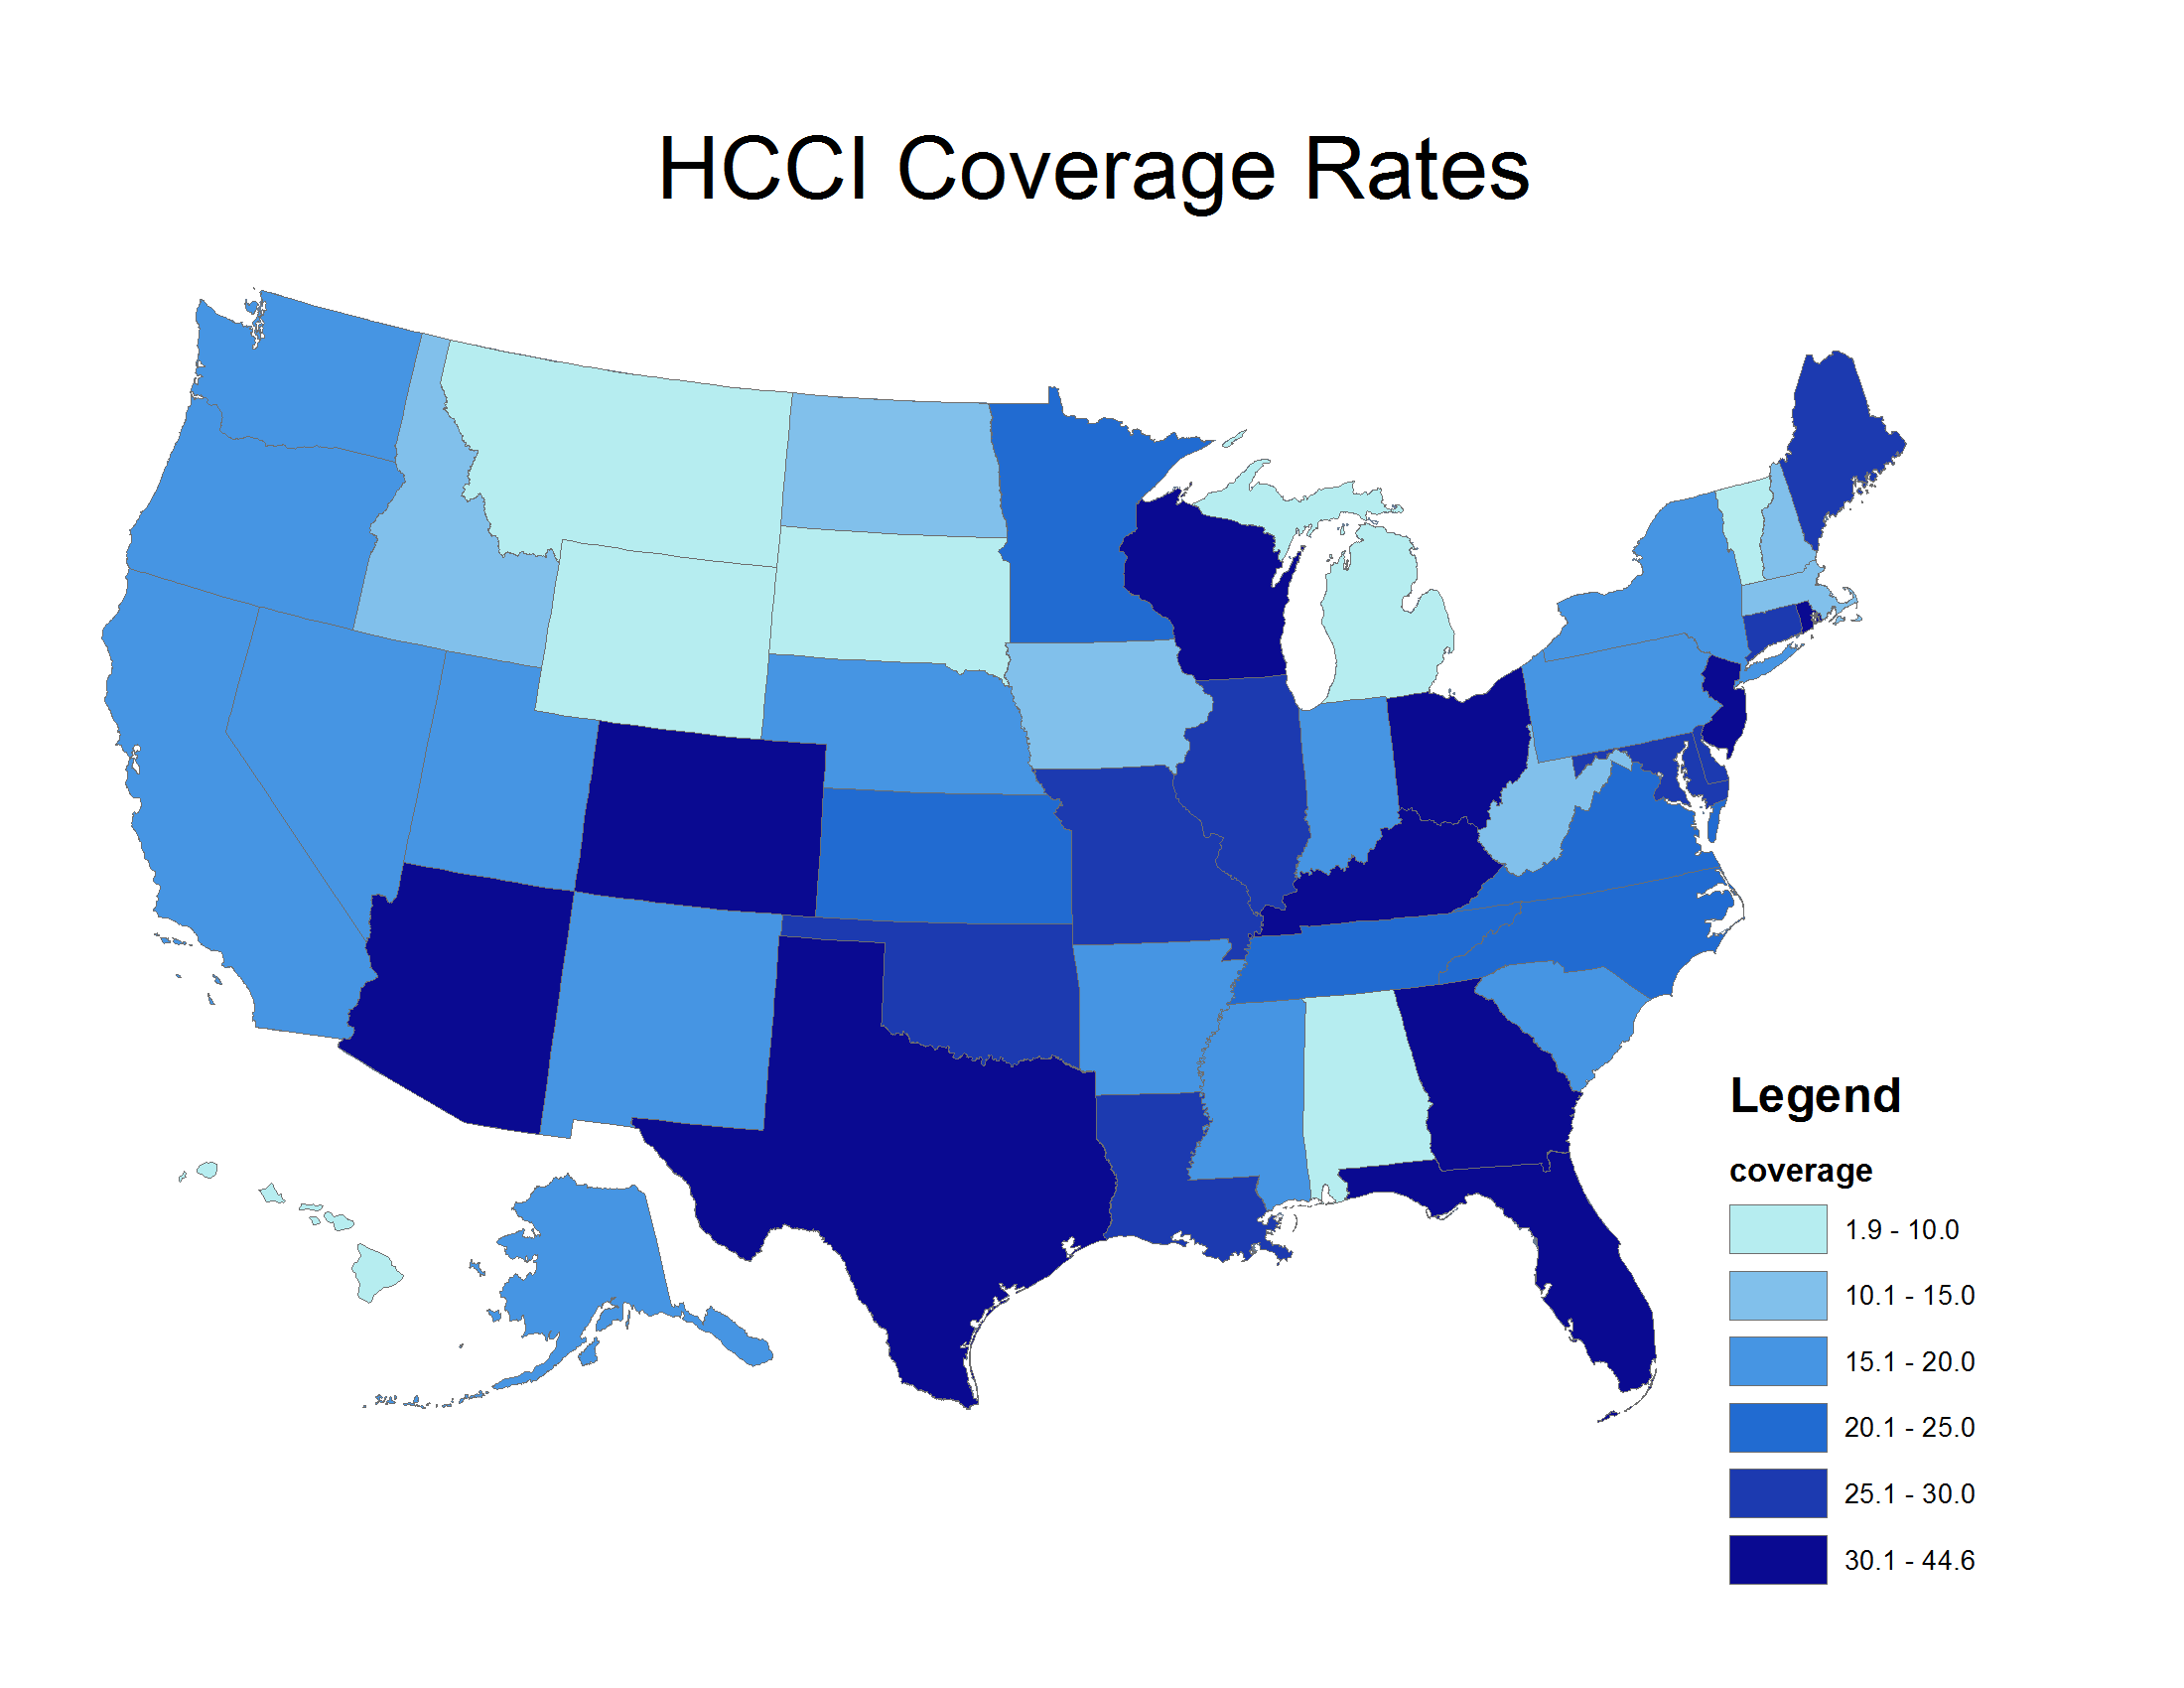 HCCI Coverage Rates
Legend
coverage
1.9 - 10.0
10.1 - 15.0
15.1 - 20.0
20.1 - 25.0
25.1 - 30.0
30.1 - 44.6